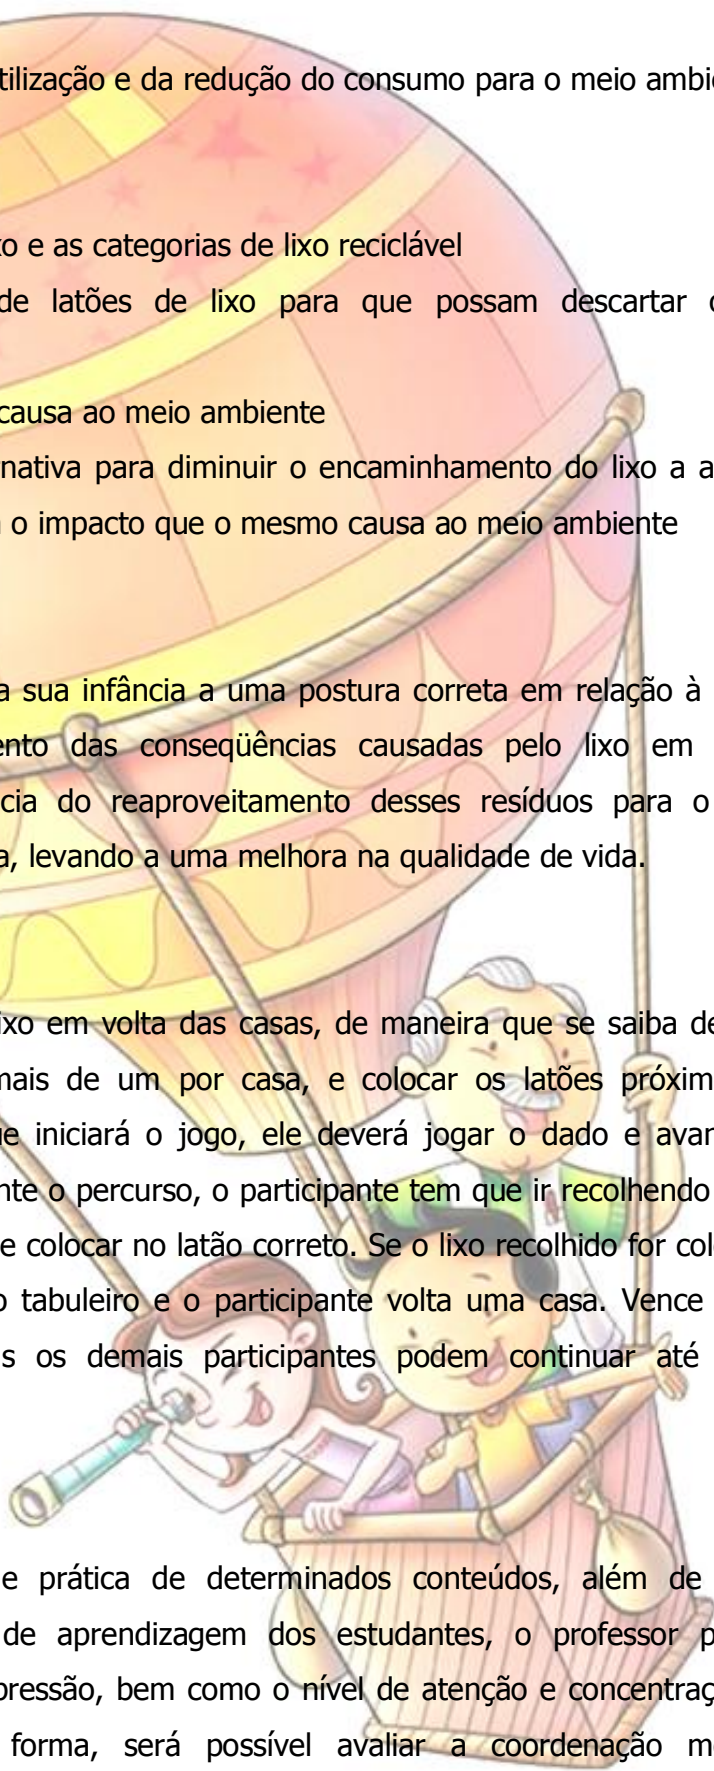 tilização e da redução do consumo para o meio ambie
xo e as categorias de lixo reciclável
de latões de lixo para que possam descartar o
causa ao meio ambiente
rnativa para diminuir o encaminhamento do lixo a a
o impacto que o mesmo causa ao meio ambiente
a sua infância a uma postura correta em relação à
ento das conseqüências causadas pelo lixo em
cia do reaproveitamento desses resíduos para o
a, levando a uma melhora na qualidade de vida.
ixo em volta das casas, de maneira que se saiba de
mais de um por casa, e colocar os latões próxim
ue iniciará o jogo, ele deverá jogar o dado e avan
nte o percurso, o participante tem que ir recolhendo
e colocar no latão correto. Se o lixo recolhido for col
o tabuleiro e o participante volta uma casa. Vence
s os demais participantes podem continuar até
e prática de determinados conteúdos, além de
de aprendizagem dos estudantes, o professor p
pressão, bem como o nível de atenção e concentraç
forma, será possível avaliar a coordenação m